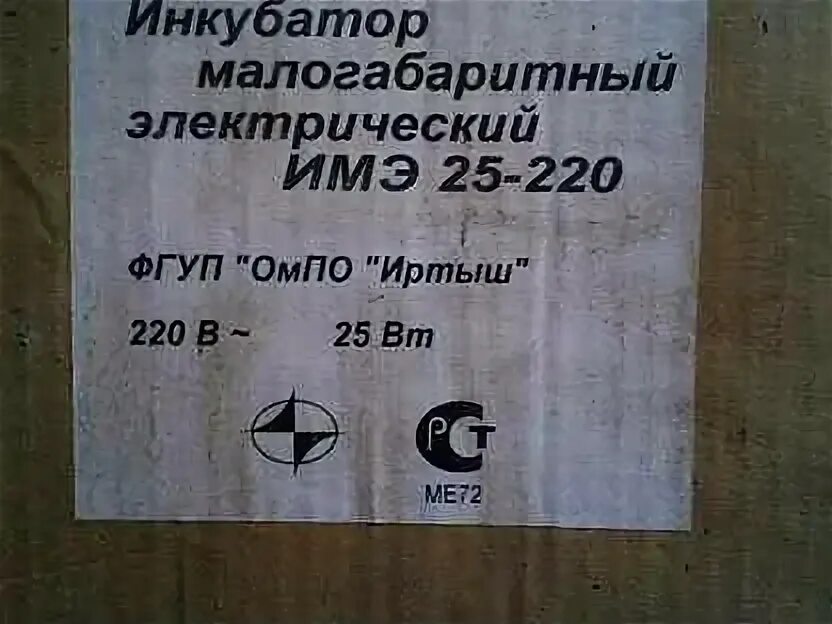 Инкубатор
малогабаритный
электрический
ИМЭ 25-220
ФГУП "ОмПО "Иртыш"
220 В ~ 25 Вт
РСТ
МЕ72